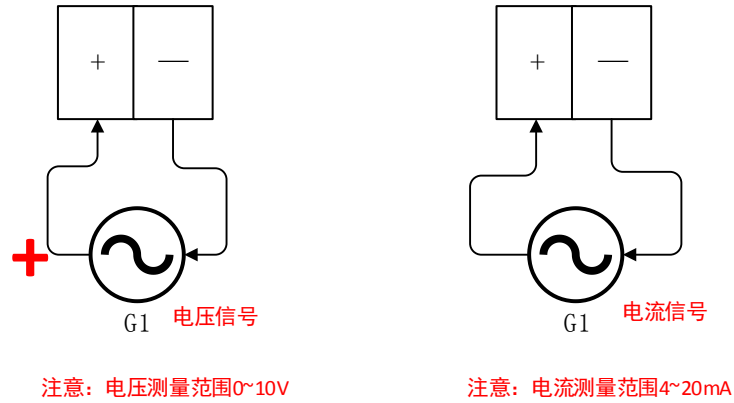 + —
+ —
G1
电压信号
G1
电流信号
注意：电压测量范围0~10V
注意：电流测量范围4~20mA